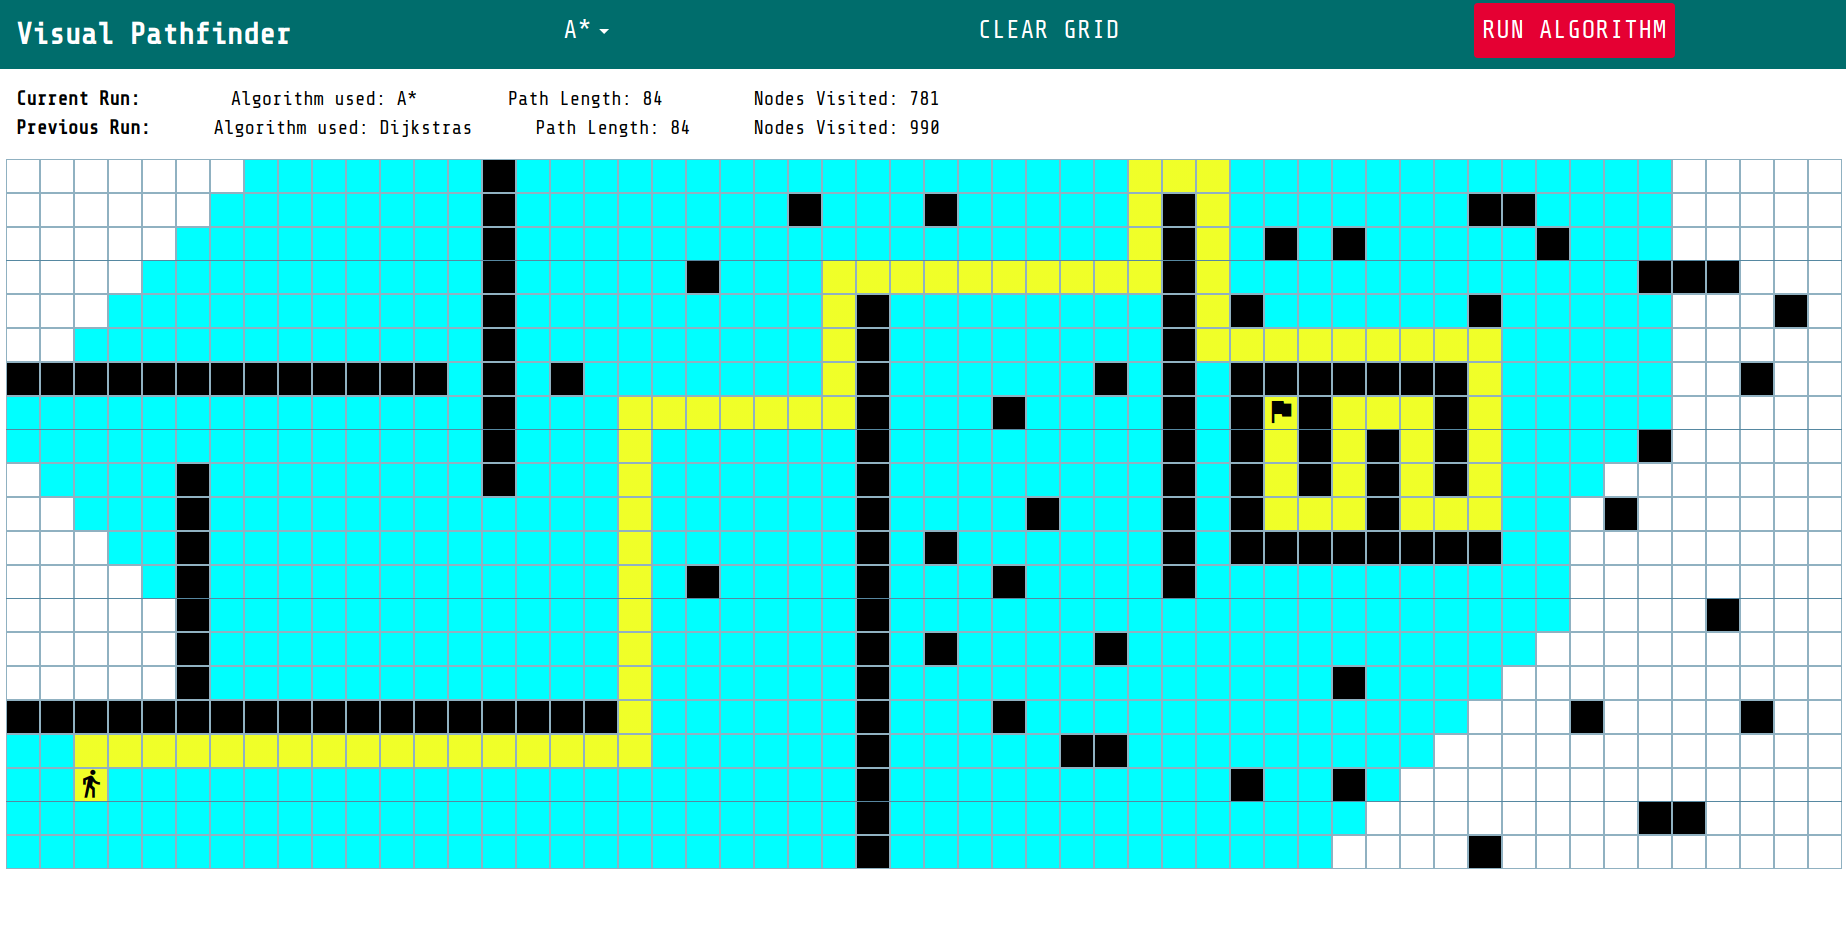 Visual Pathfinder A* CLEAR GRID RUN ALGORITHM
Current Run: Algorithm used: A* Path Length: 84 Nodes Visited: 781
Previous Run: Algorithm used: Dijkstras Path Length: 84 Nodes Visited: 990